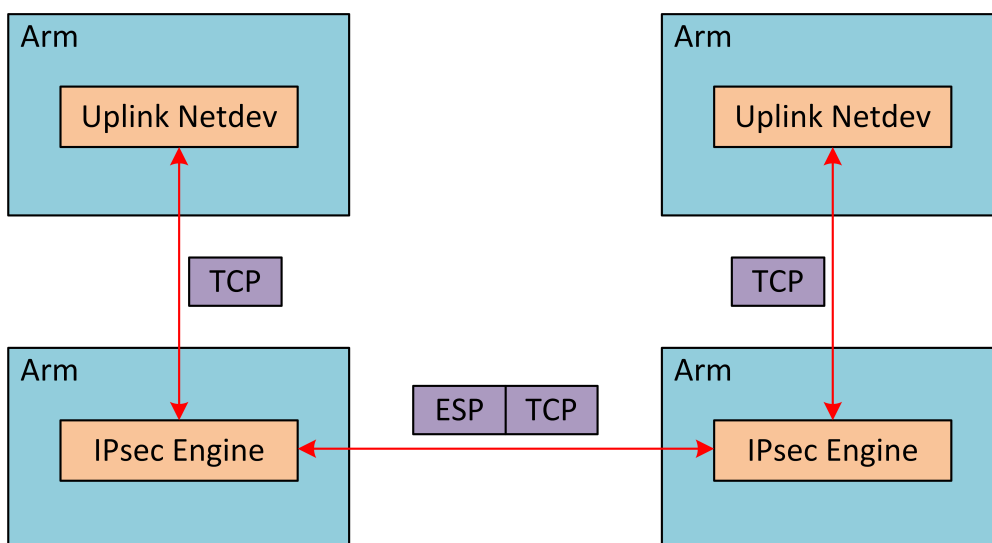 Arm
Uplink Netdev
Arm
Uplink Netdev
TCP
TCP
Arm
IPsec Engine
ESP TCP
Arm
IPsec Engine